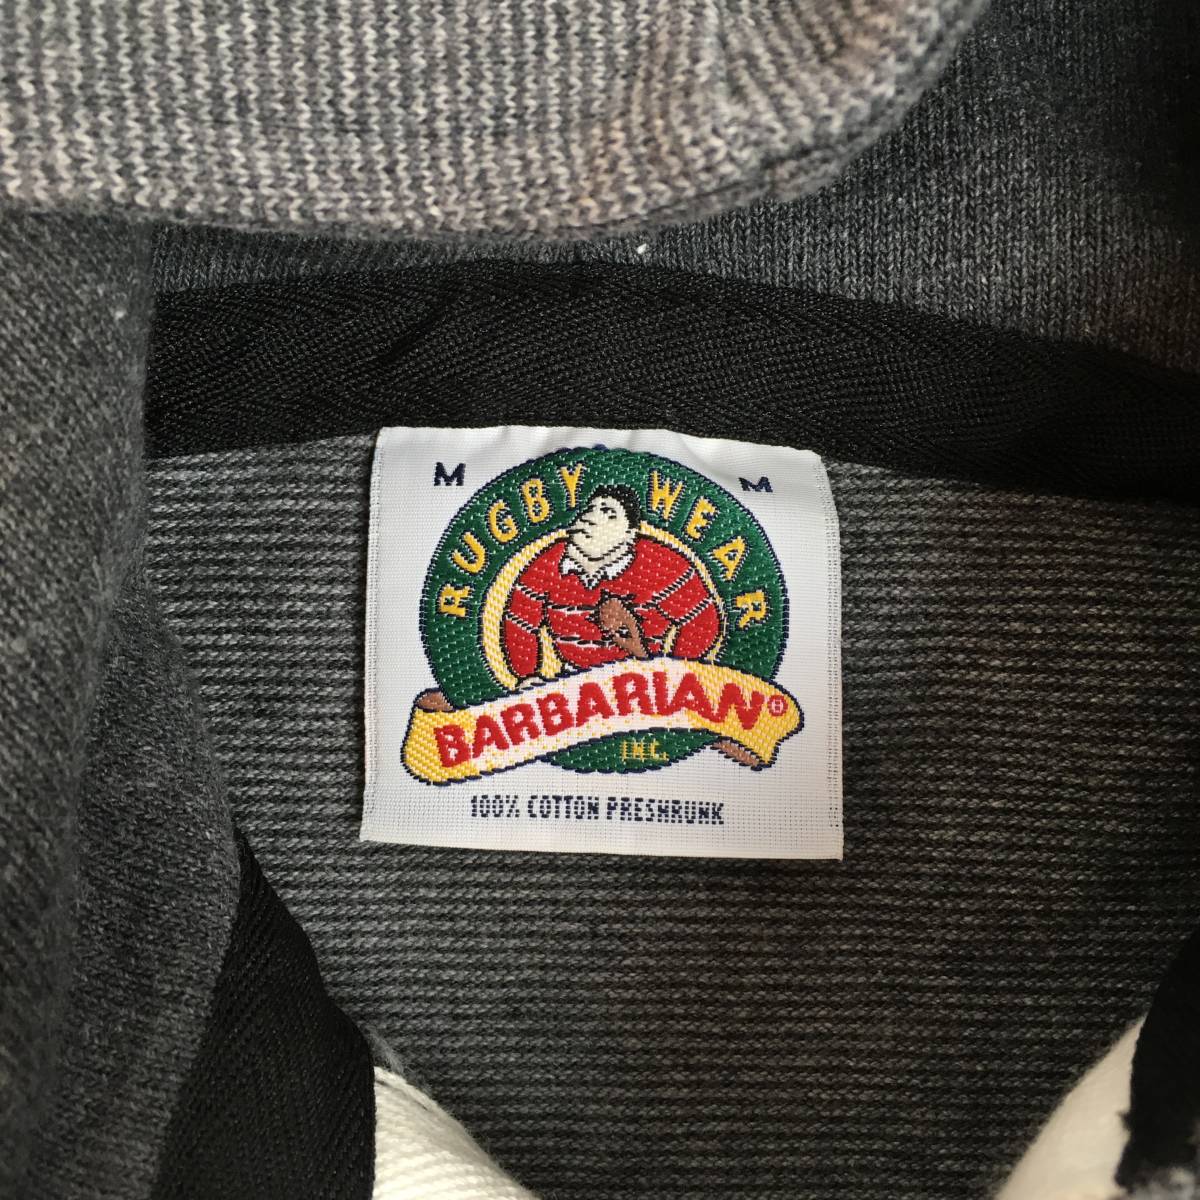 M M
RUGBY WEAR
BARBARIAN®
INC.
100% COTTON PRESHRUNK